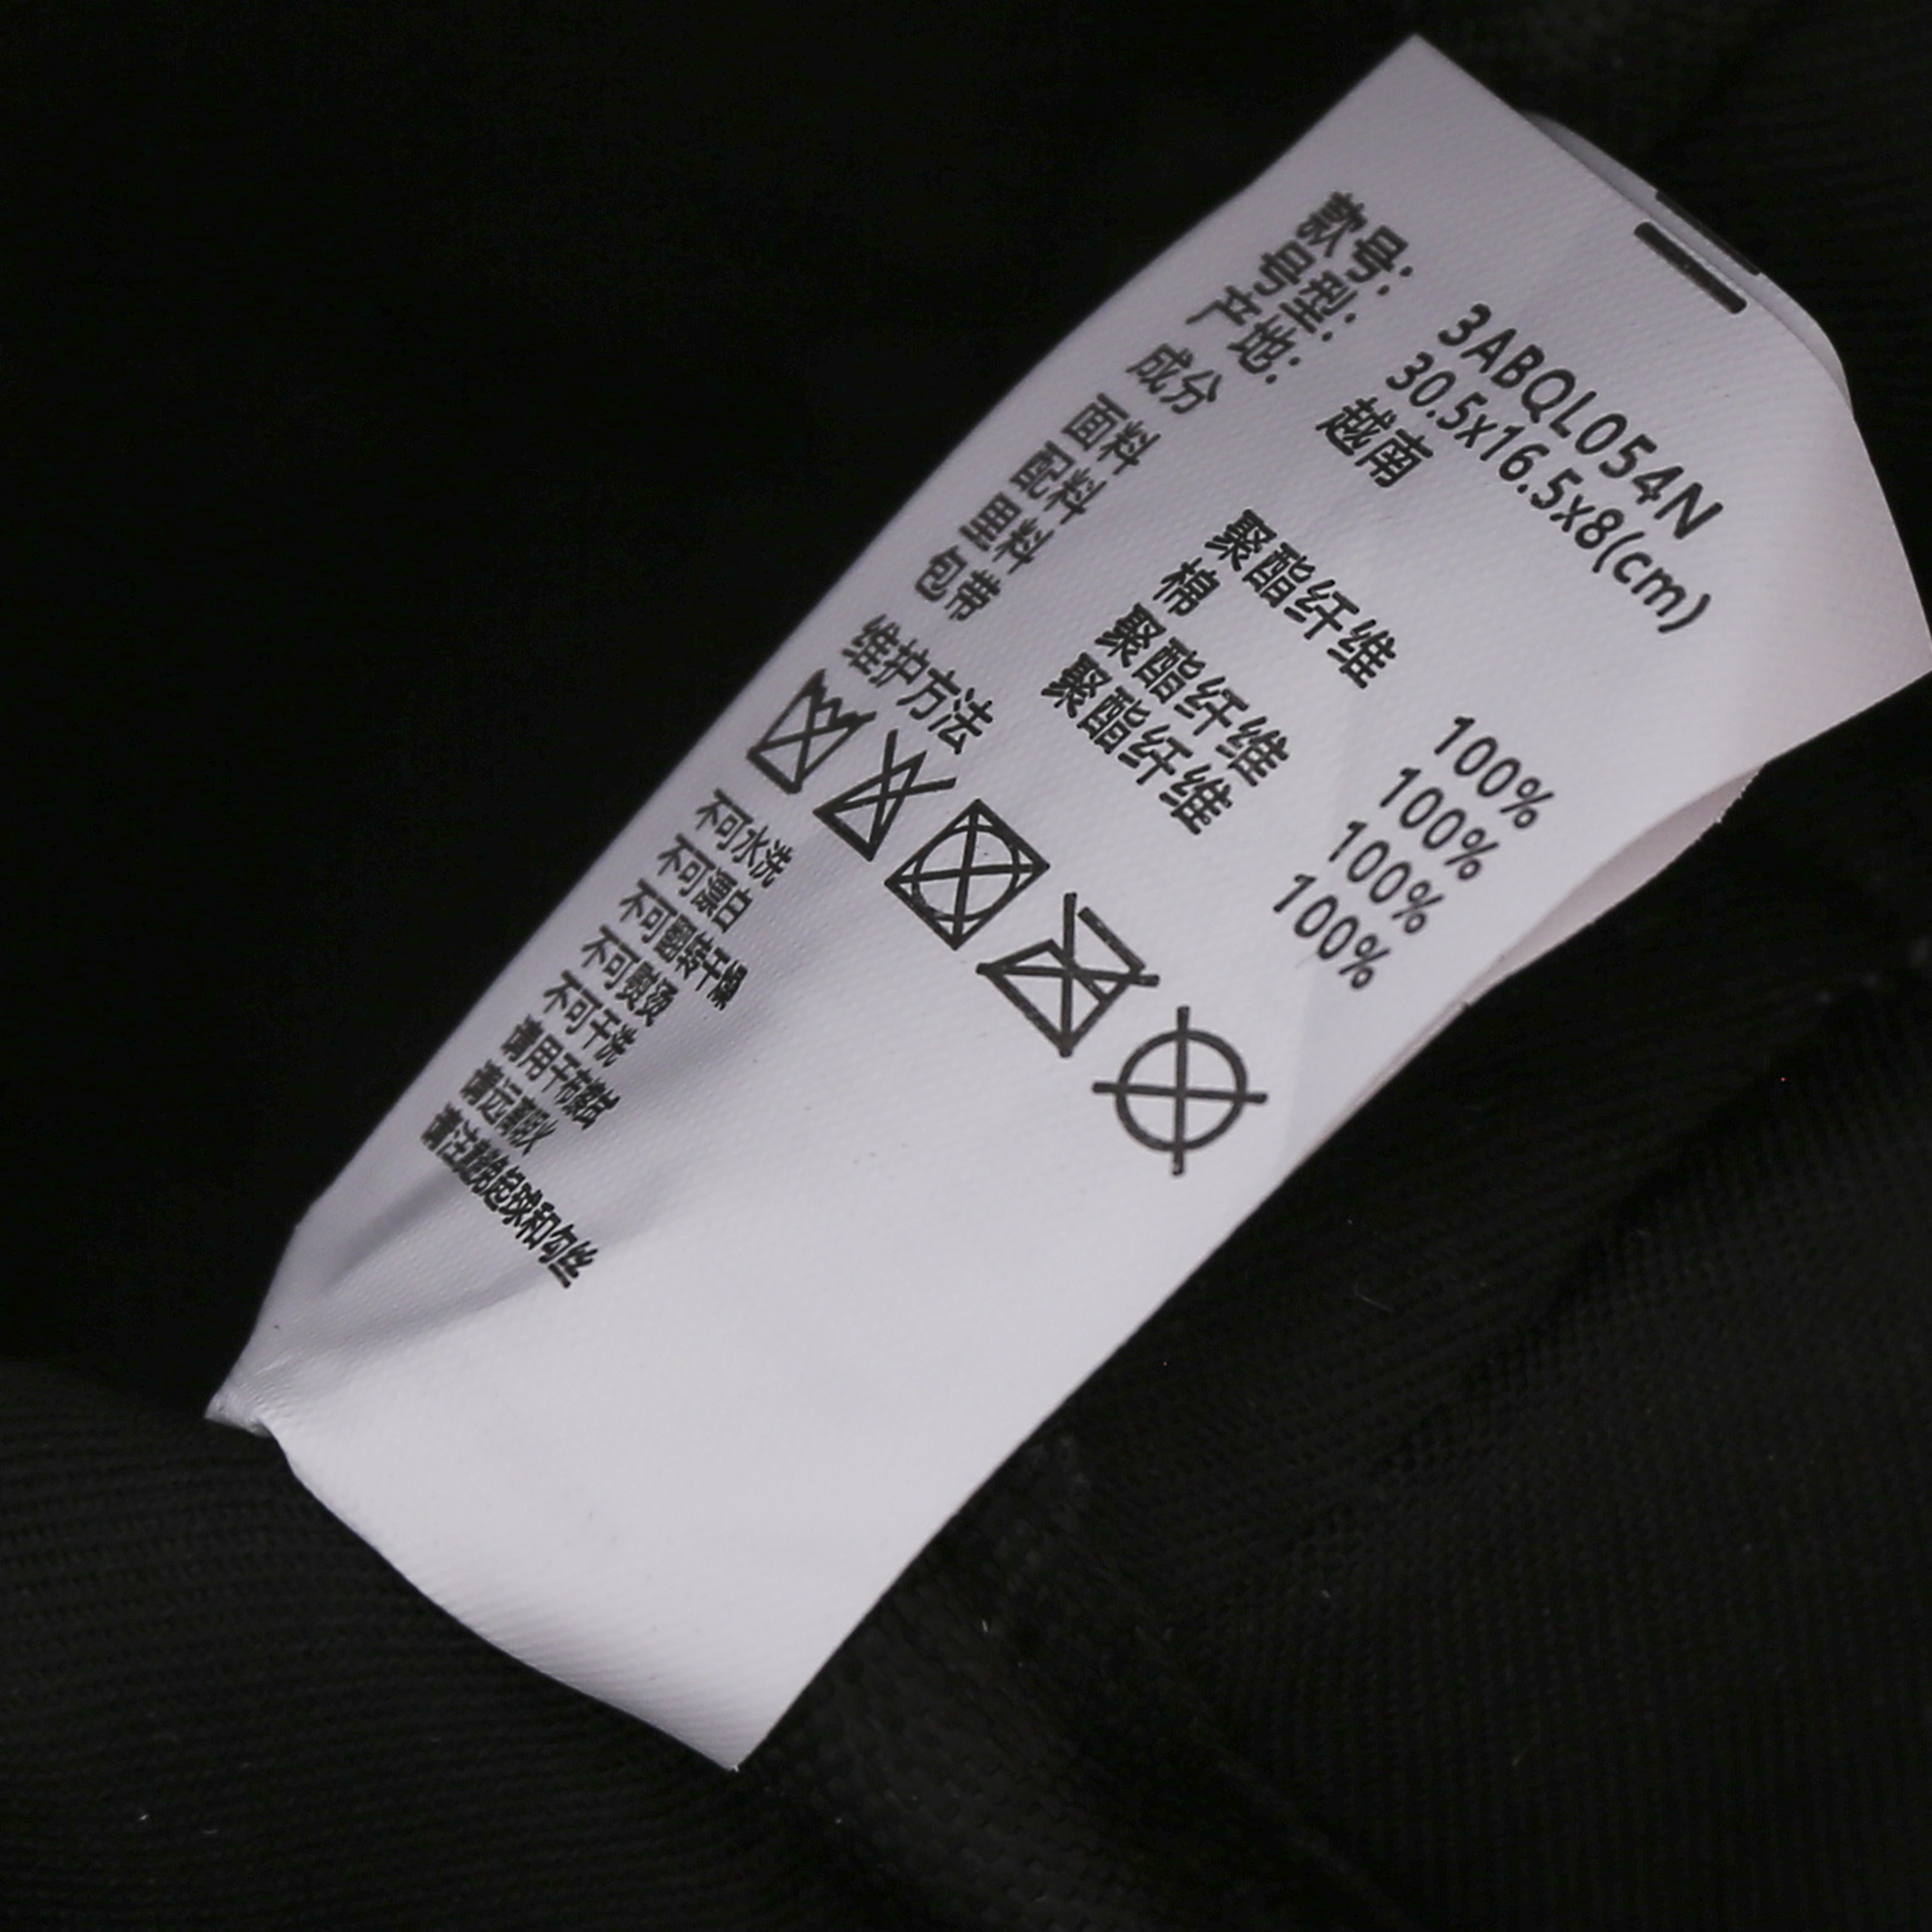 款号: 3ABQL054N
号型: 30.5x16.5x8(cm)
产地: 越南
成分
面料 聚酯纤维 100%
配料 棉 100%
里料 聚酯纤维 100%
包带 聚酯纤维 100%
维护方法
不可水洗
不可漂白
不可翻转干燥
不可熨烫
不可干洗
请用干布擦拭
请远离烟火
请注意避免起球和勾丝